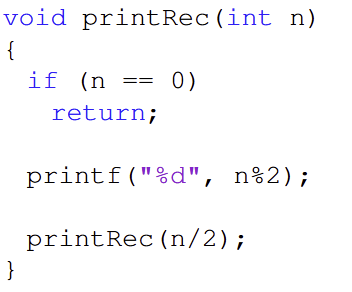 void printRec(int n)
{
if (n == 0)
return;
printf("%d", n%2);
printRec(n/2);
}